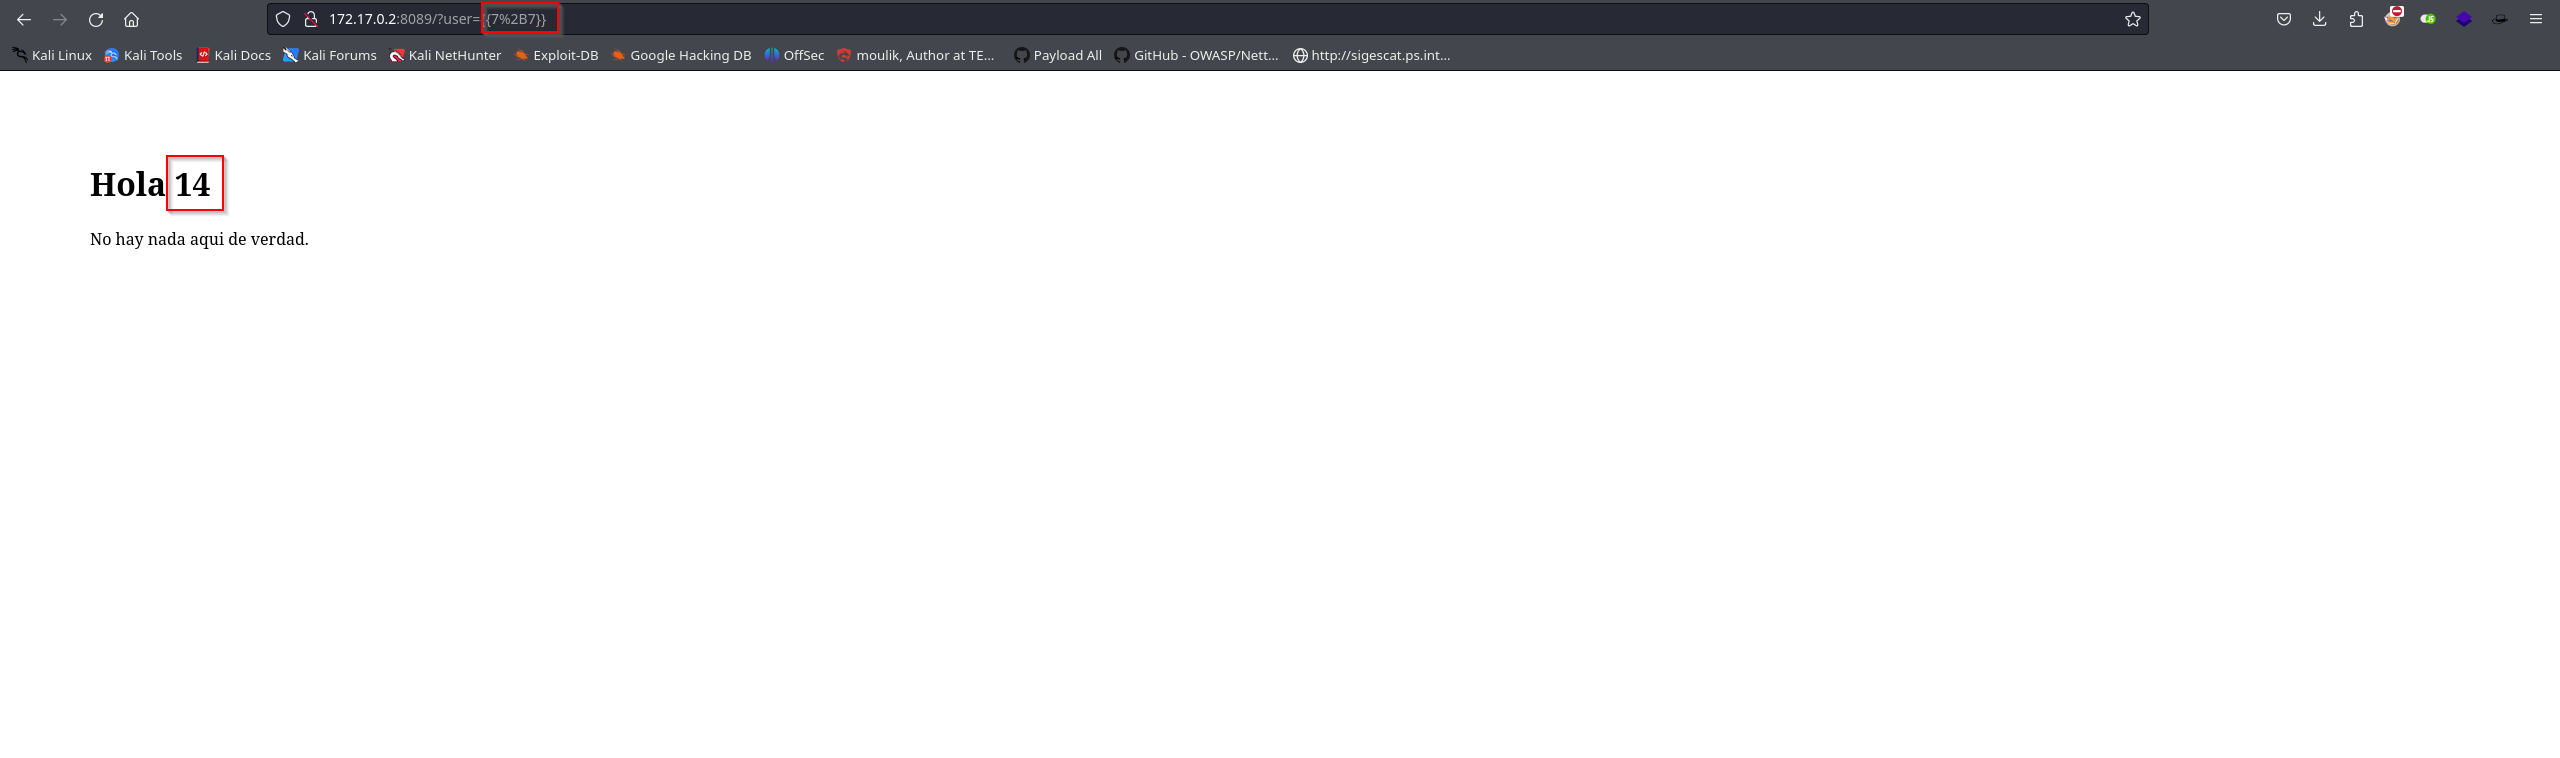 172.17.0.2:8089/?user={{7%2B7}}
Kali Linux Kali Tools Kali Docs Kali Forums Kali NetHunter Exploit-DB Google Hacking DB OffSec moulik, Author at TE... Payload All GitHub - OWASP/Nett... http://sigescat.ps.int...
Hola 14
No hay nada aqui de verdad.